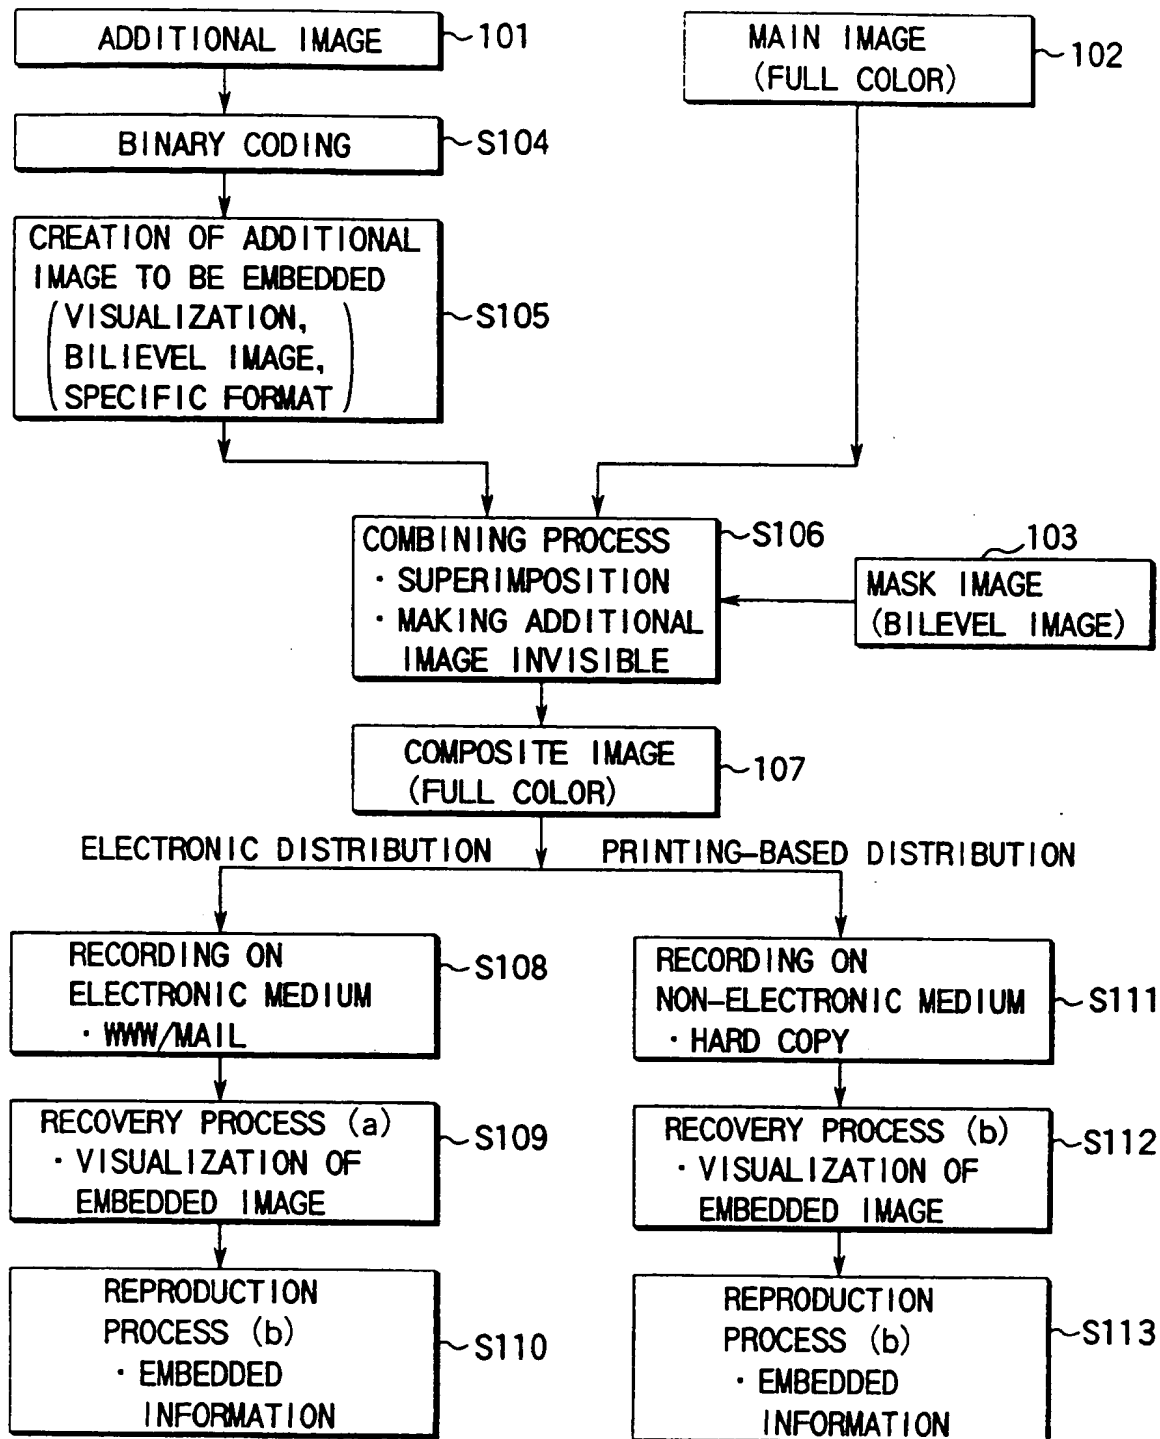 ADDITIONAL IMAGE
101
MAIN IMAGE
(FULL COLOR)
102
BINARY CODING
S104
CREATION OF ADDITIONAL
IMAGE TO BE EMBEDDED
(VISUALIZATION,
BILIEVEL IMAGE,
SPECIFIC FORMAT)
S105
COMBINING PROCESS
· SUPERIMPOSITION
· MAKING ADDITIONAL
IMAGE INVISIBLE
S106
103
MASK IMAGE
(BILEVEL IMAGE)
COMPOSITE IMAGE
(FULL COLOR)
107
ELECTRONIC DISTRIBUTION
PRINTING-BASED DISTRIBUTION
RECORDING ON
ELECTRONIC MEDIUM
· WWW/MAIL
S108
RECORDING ON
NON-ELECTRONIC MEDIUM
· HARD COPY
S111
RECOVERY PROCESS (a)
· VISUALIZATION OF
EMBEDDED IMAGE
S109
RECOVERY PROCESS (b)
· VISUALIZATION OF
EMBEDDED IMAGE
S112
REPRODUCTION
PROCESS (b)
· EMBEDDED
INFORMATION
S110
REPRODUCTION
PROCESS (b)
· EMBEDDED
INFORMATION
S113